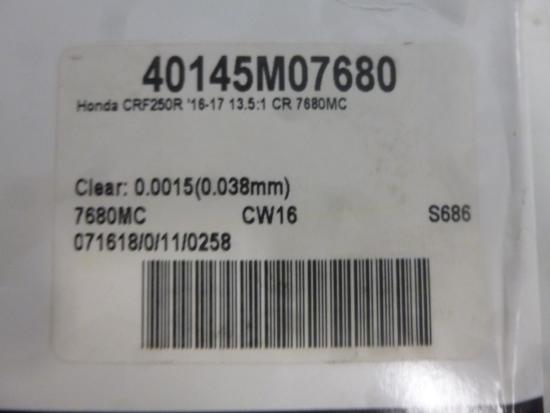 40145M07680
Honda CRF250R '16-17 13.5:1 CR 7680MC
Clear: 0.0015(0.038mm)
7680MC CW16 S686
071618/0/11/0258